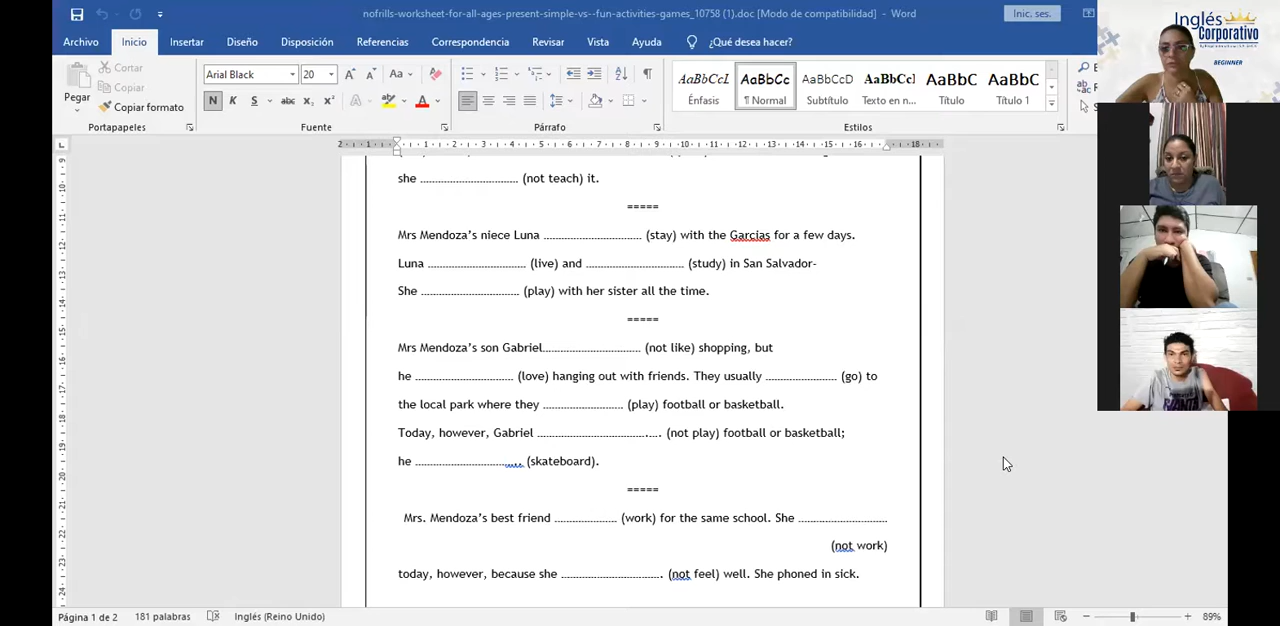 nofrills-worksheet-for-all-ages-present-simple-vs--fun-activities-games_10758 (1).doc [Modo de compatibilidad] - Word
Inic. ses.
Archivo Inicio Insertar Diseño Disposición Referencias Correspondencia Revisar Vista Ayuda ¿Qué desea hacer?
Pegar
Cortar
Copiar
Copiar formato
Portapapeles
Arial Black 20
N K S abc x₂ x²
Fuente
Párrafo
AaBbCcL Énfasis
AaBbCc ¶ Normal
AaBbCcD Subtítulo
AaBbCcI Texto en n...
AaBbC Título
AaBbC Título 1
Estilos
Inglés
Corporativo
BEGINNER
she .............................. (not teach) it.
=====
Mrs Mendoza's niece Luna .............................. (stay) with the Garcias for a few days.
Luna .............................. (live) and .............................. (study) in San Salvador-
She .............................. (play) with her sister all the time.
=====
Mrs Mendoza's son Gabriel.............................. (not like) shopping, but
he .............................. (love) hanging out with friends. They usually ...................... (go) to
the local park where they ........................ (play) football or basketball.
Today, however, Gabriel .................................... (not play) football or basketball;
he ................................ (skateboard).
=====
Mrs. Mendoza's best friend .................. (work) for the same school. She ..........................
(not work)
today, however, because she .............................. (not feel) well. She phoned in sick.
Página 1 de 2 181 palabras Inglés (Reino Unido) 89%